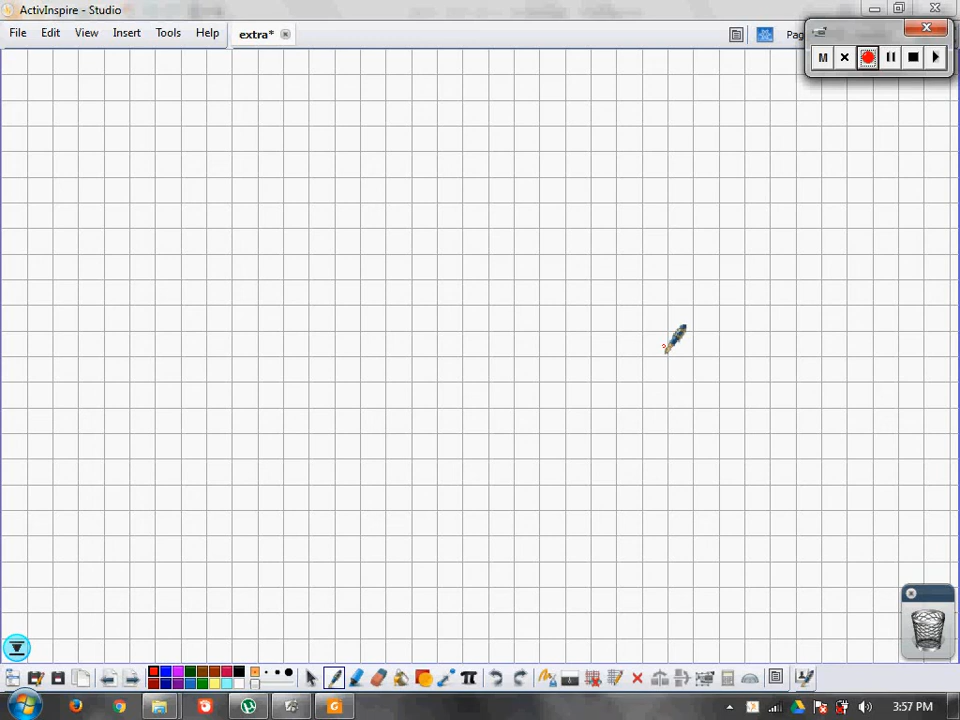 ActivInspire - Studio
File Edit View Insert Tools Help extra*
Pag
M
3:57 PM